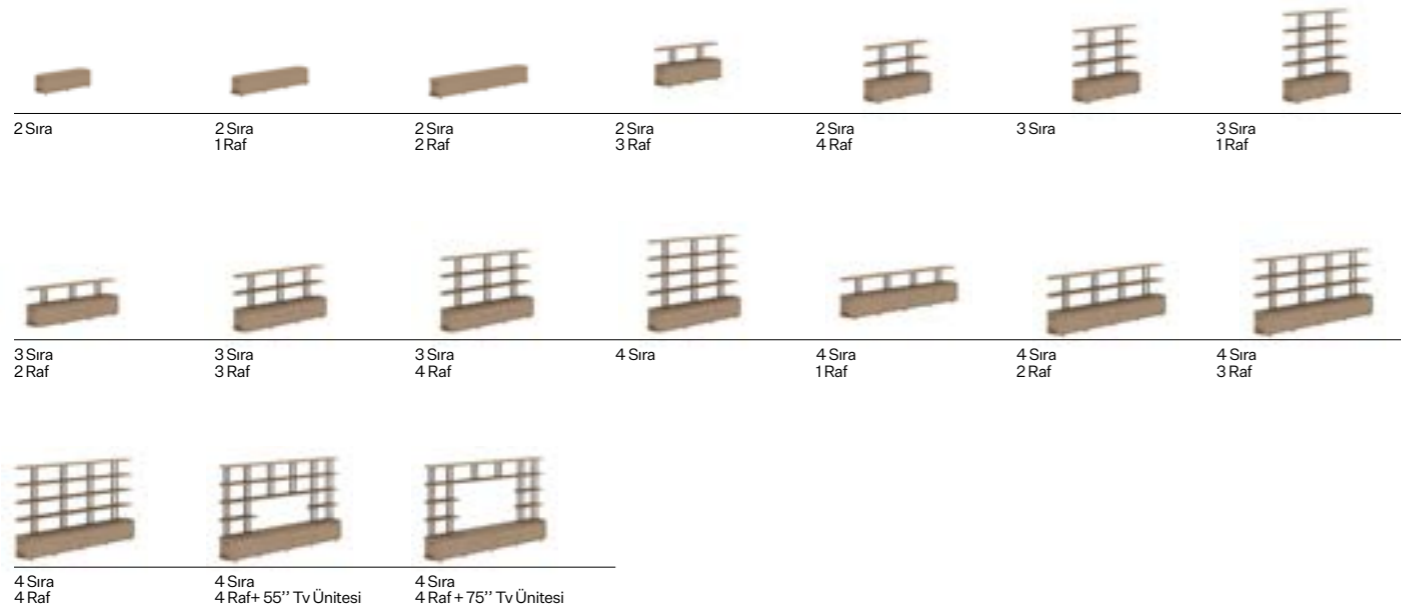 2 Sıra
2 Sıra
1 Raf
2 Sıra
2 Raf
2 Sıra
3 Raf
2 Sıra
4 Raf
3 Sıra
3 Sıra
1 Raf
3 Sıra
2 Raf
3 Sıra
3 Raf
3 Sıra
4 Raf
4 Sıra
4 Sıra
1 Raf
4 Sıra
2 Raf
4 Sıra
3 Raf
4 Sıra
4 Raf
4 Sıra
4 Raf+ 55’’ Tv Ünitesi
4 Sıra
4 Raf + 75’’ Tv Ünitesi